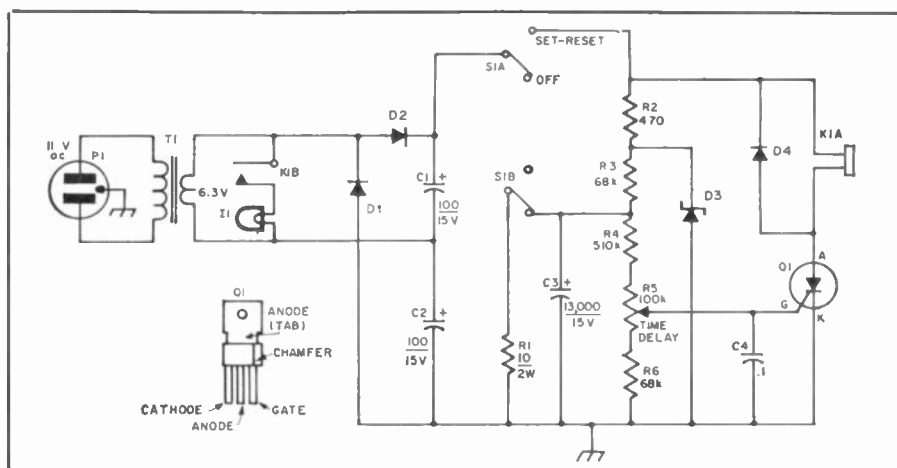 SET-RESET
S1A
OFF
11 V
ac
P1
T1
6.3V
K1B
I1
D2
D1
C1 +
100
15V
C2 +
100
15V
S1B
R1
10
2W
C3 +
13,000
15V
R2
470
R3
68k
R4
510k
R5
100k
TIME
DELAY
R6
68k
D3
D4
K1A
Q1
A
G
K
C4
.1
Q1
ANODE
(TAB)
CHAMFER
CATHODE
GATE
ANODE